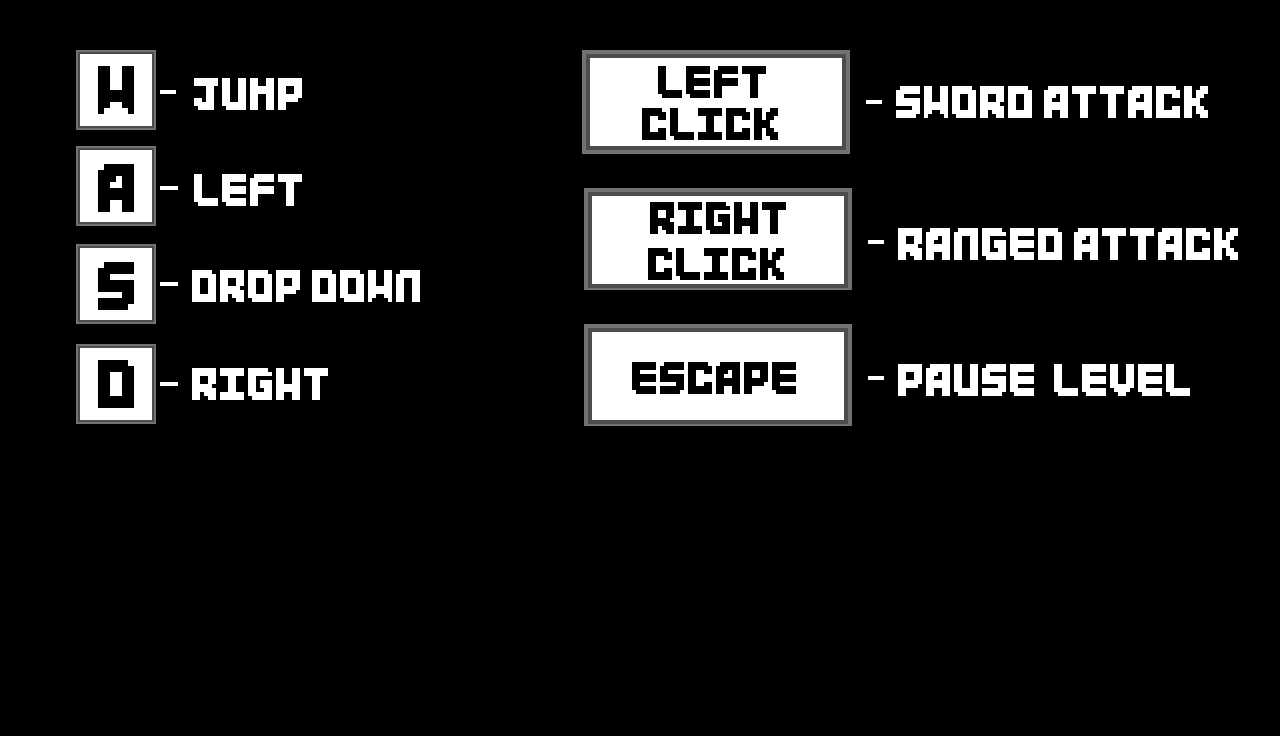 W - JUMP
A - LEFT
S - DROP DOWN
D - RIGHT
LEFT
CLICK
- SWORD ATTACK
RIGHT
CLICK
- RANGED ATTACK
ESCAPE - PAUSE LEVEL